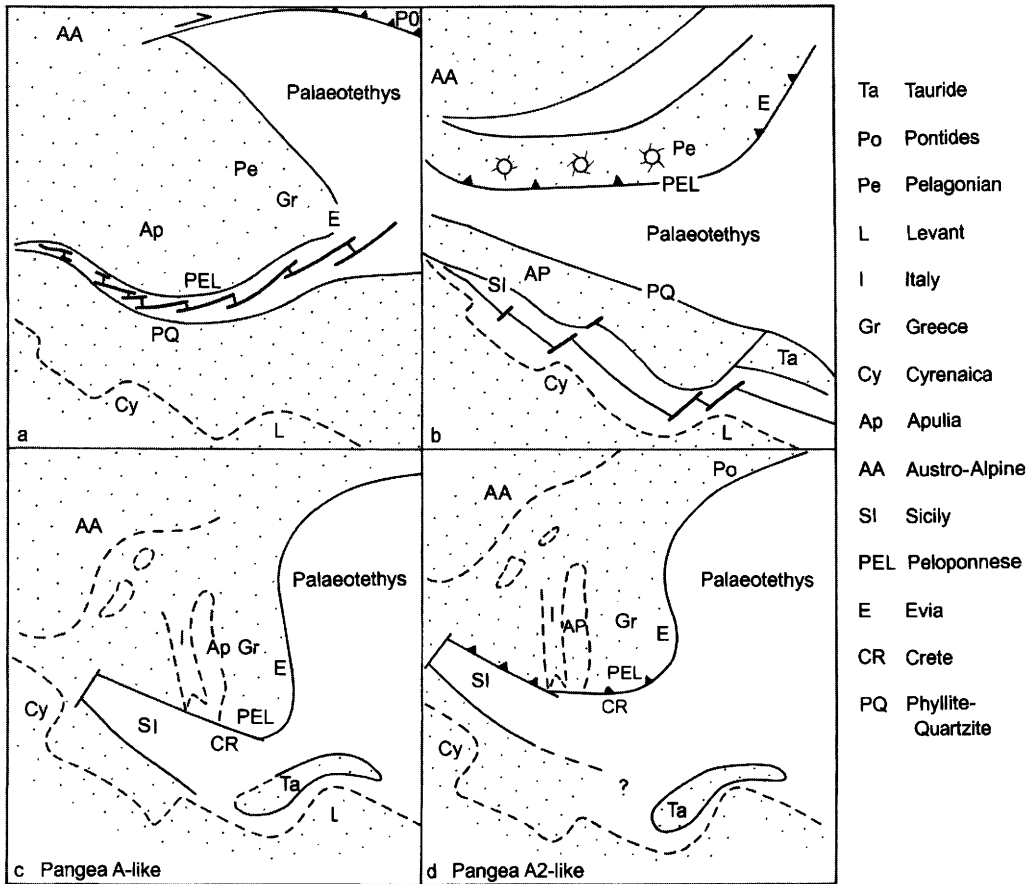 AA
P0
Palaeotethys
Pe
Gr
E
Ap
PEL
PQ
Cy
L
a
AA
E
Pe
PEL
Palaeotethys
AP
SI
PQ
Ta
Cy
L
b
AA
Palaeotethys
I
Ap Gr
E
PEL
SI
CR
Cy
Ta
L
c Pangea A-like
Po
AA
Palaeotethys
I
AP
Gr
E
PEL
SI
CR
Cy
?
Ta
d Pangea A2-like
Ta Tauride
Po Pontides
Pe Pelagonian
L Levant
I Italy
Gr Greece
Cy Cyrenaica
Ap Apulia
AA Austro-Alpine
SI Sicily
PEL Peloponnese
E Evia
CR Crete
PQ Phyllite-
Quartzite